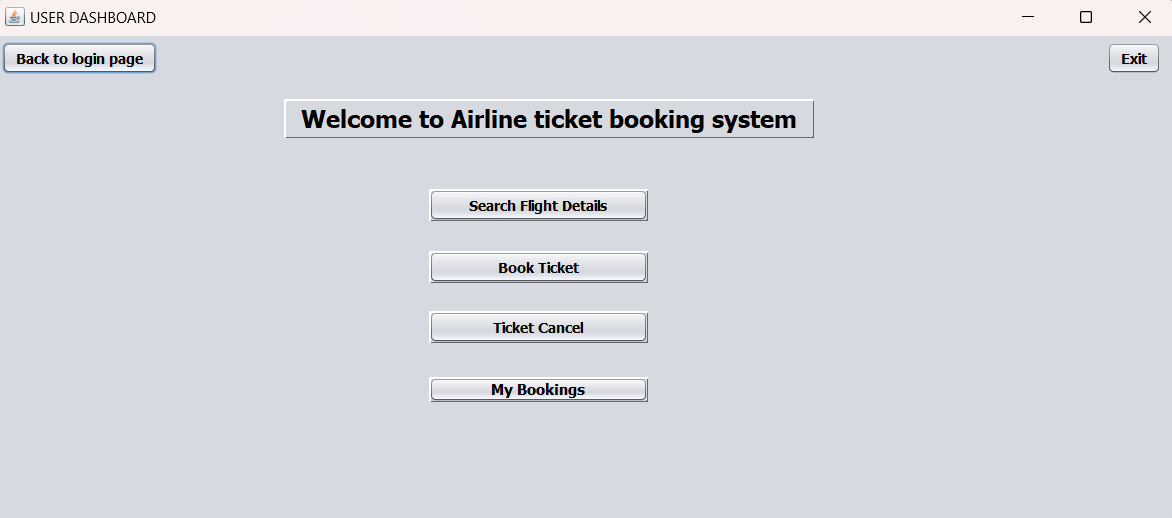 USER DASHBOARD
Back to login page
Exit
Welcome to Airline ticket booking system
Search Flight Details
Book Ticket
Ticket Cancel
My Bookings